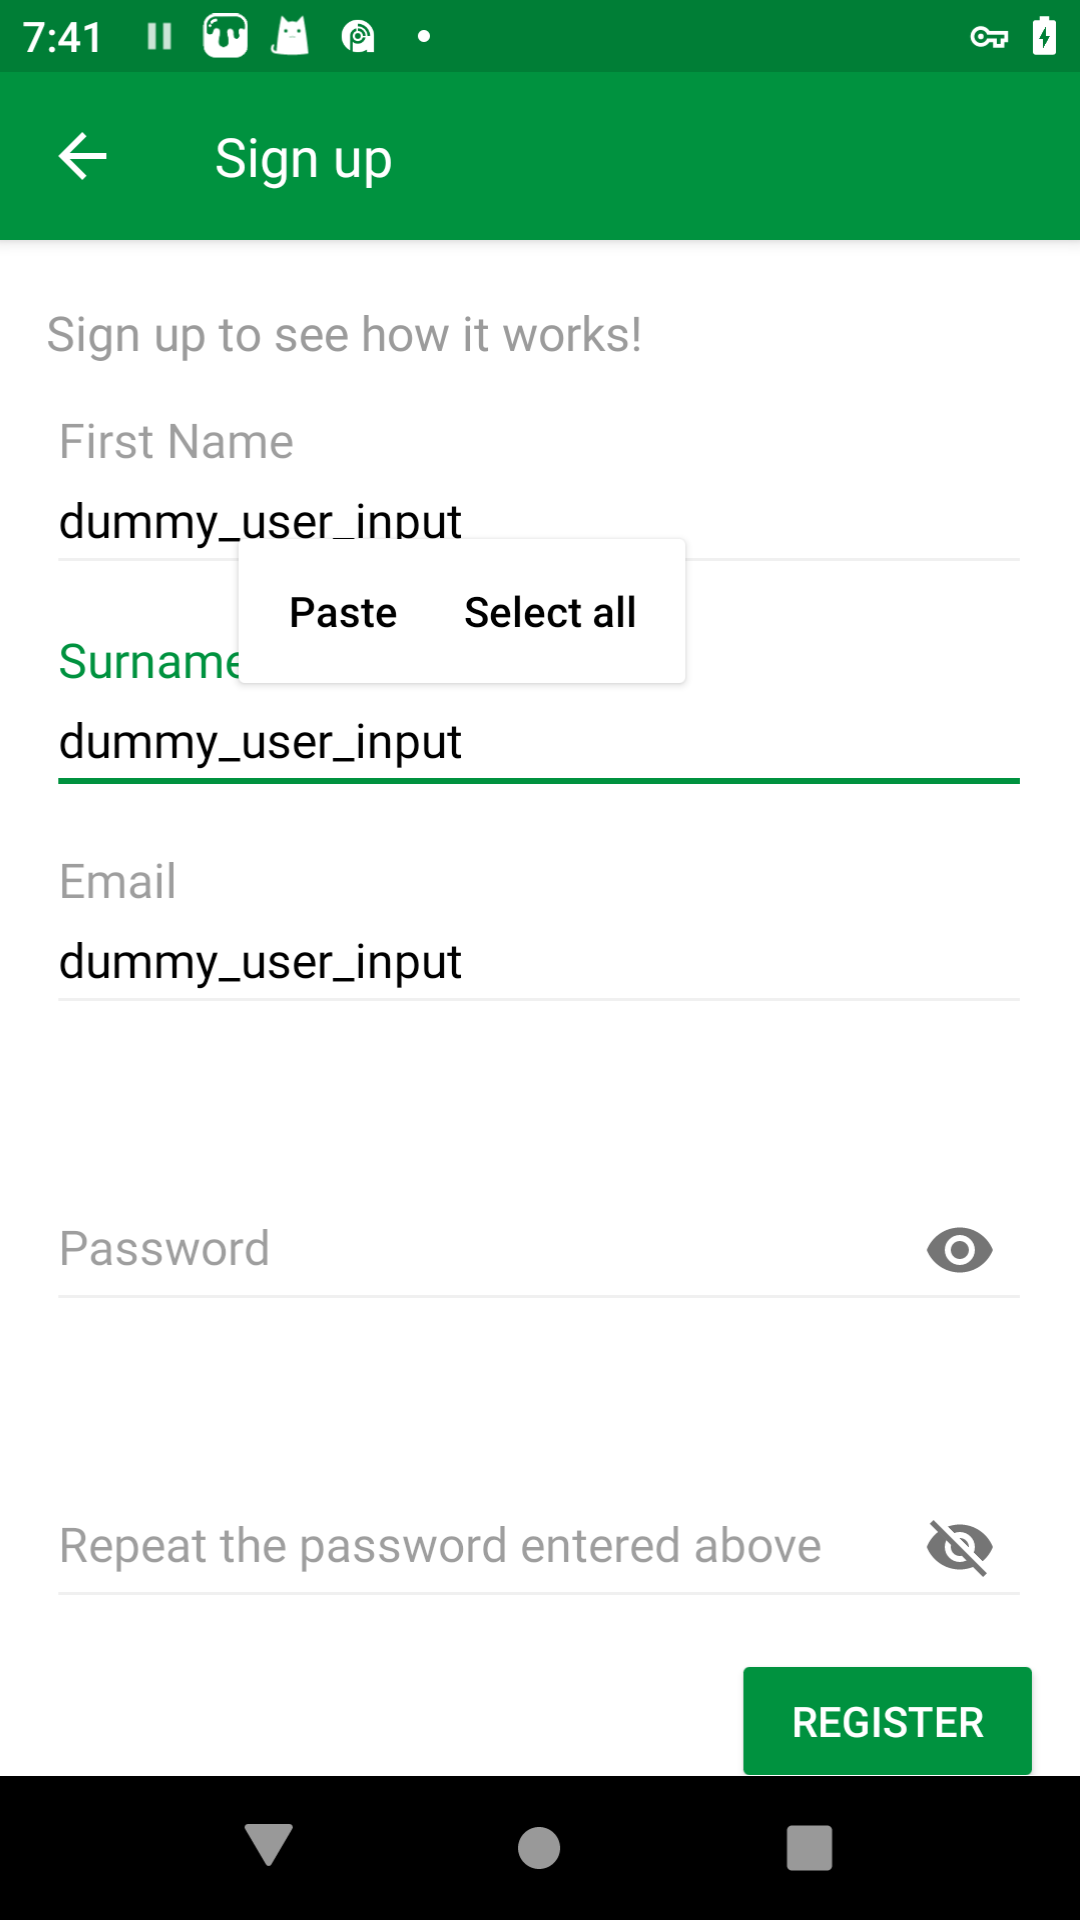 7:41
Sign up
Sign up to see how it works!
First Name
dummy_user_input
Paste Select all
Surname
dummy_user_input
Email
dummy_user_input
Password
Repeat the password entered above
REGISTER